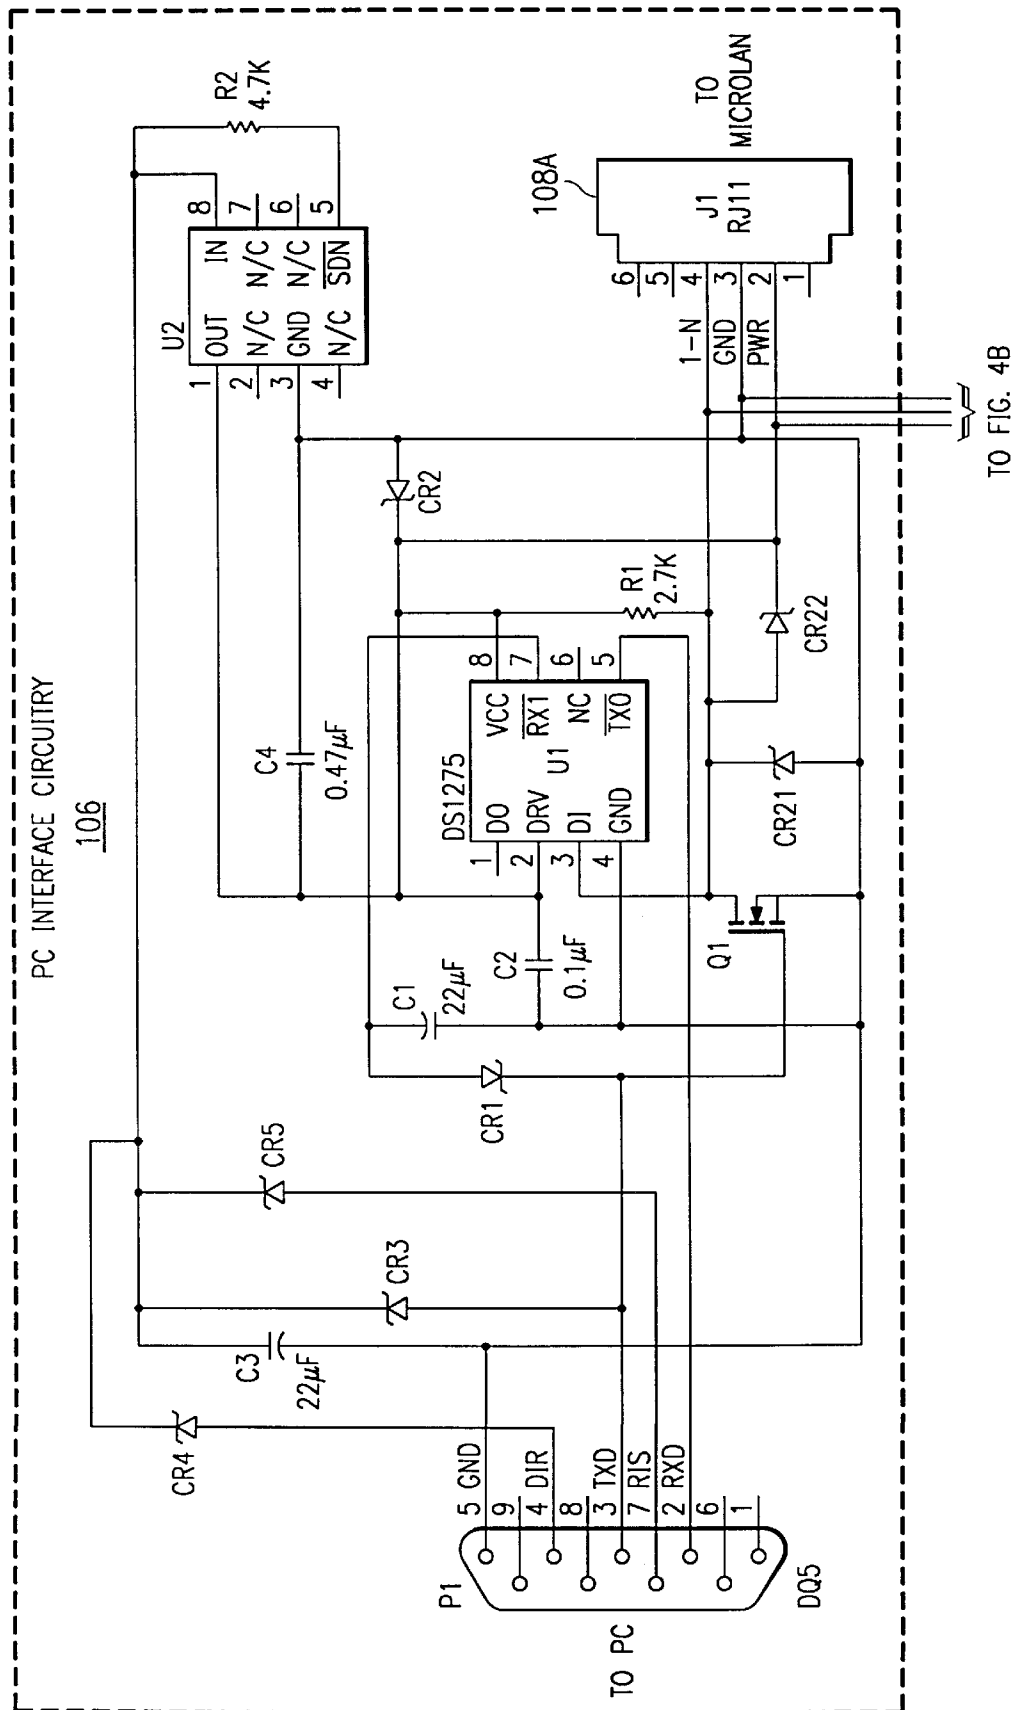 PC INTERFACE CIRCUITRY
106
CR4
C3
22µF
CR3
CR5
R2
4.7K
U2
1 OUT IN 8
2 N/C N/C 7
3 GND N/C 6
4 N/C SDN 5
C4
0.47µF
CR2
CR1
C1
22µF
C2
0.1µF
DS1275
1 DO VCC 8
2 DRV RX1 7
3 DI NC 6
4 GND TXO 5
U1
R1
2.7K
P1
5 GND
9
4 DIR
8
3 TXD
7 RIS
2 RXD
6
1
TO PC
DQ5
Q1
CR21
CR22
108A
6
5
1-N 4
GND 3
PWR 2
1
J1
RJ11
TO
MICROLAN
TO FIG. 4B